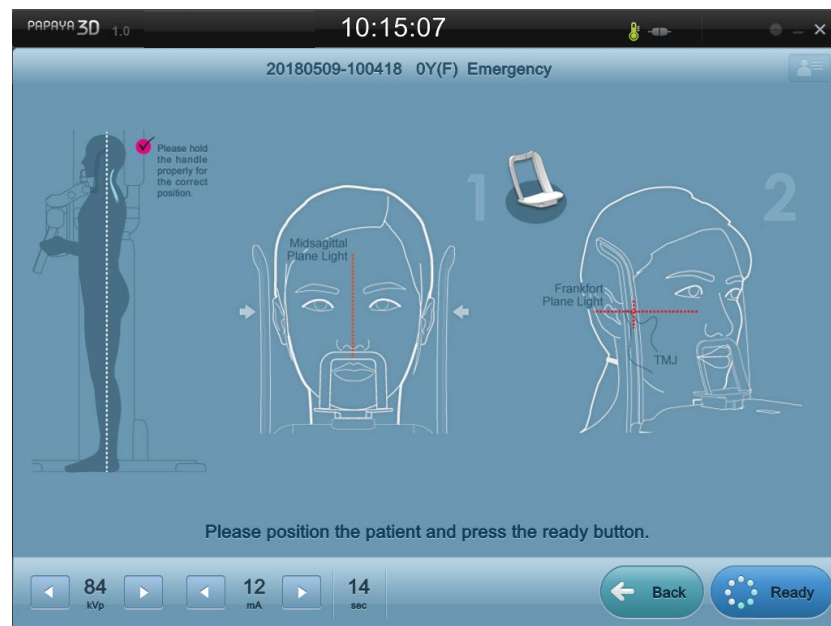 PAPAYA 3D 1.0
10:15:07
20180509-100418 0Y(F) Emergency
Please hold
the handle
properly for
the correct
position.
1
2
Midsagittal
Plane Light
Frankfort
Plane Light
TMJ
Please position the patient and press the ready button.
84
kVp
12
mA
14
sec
Back
Ready